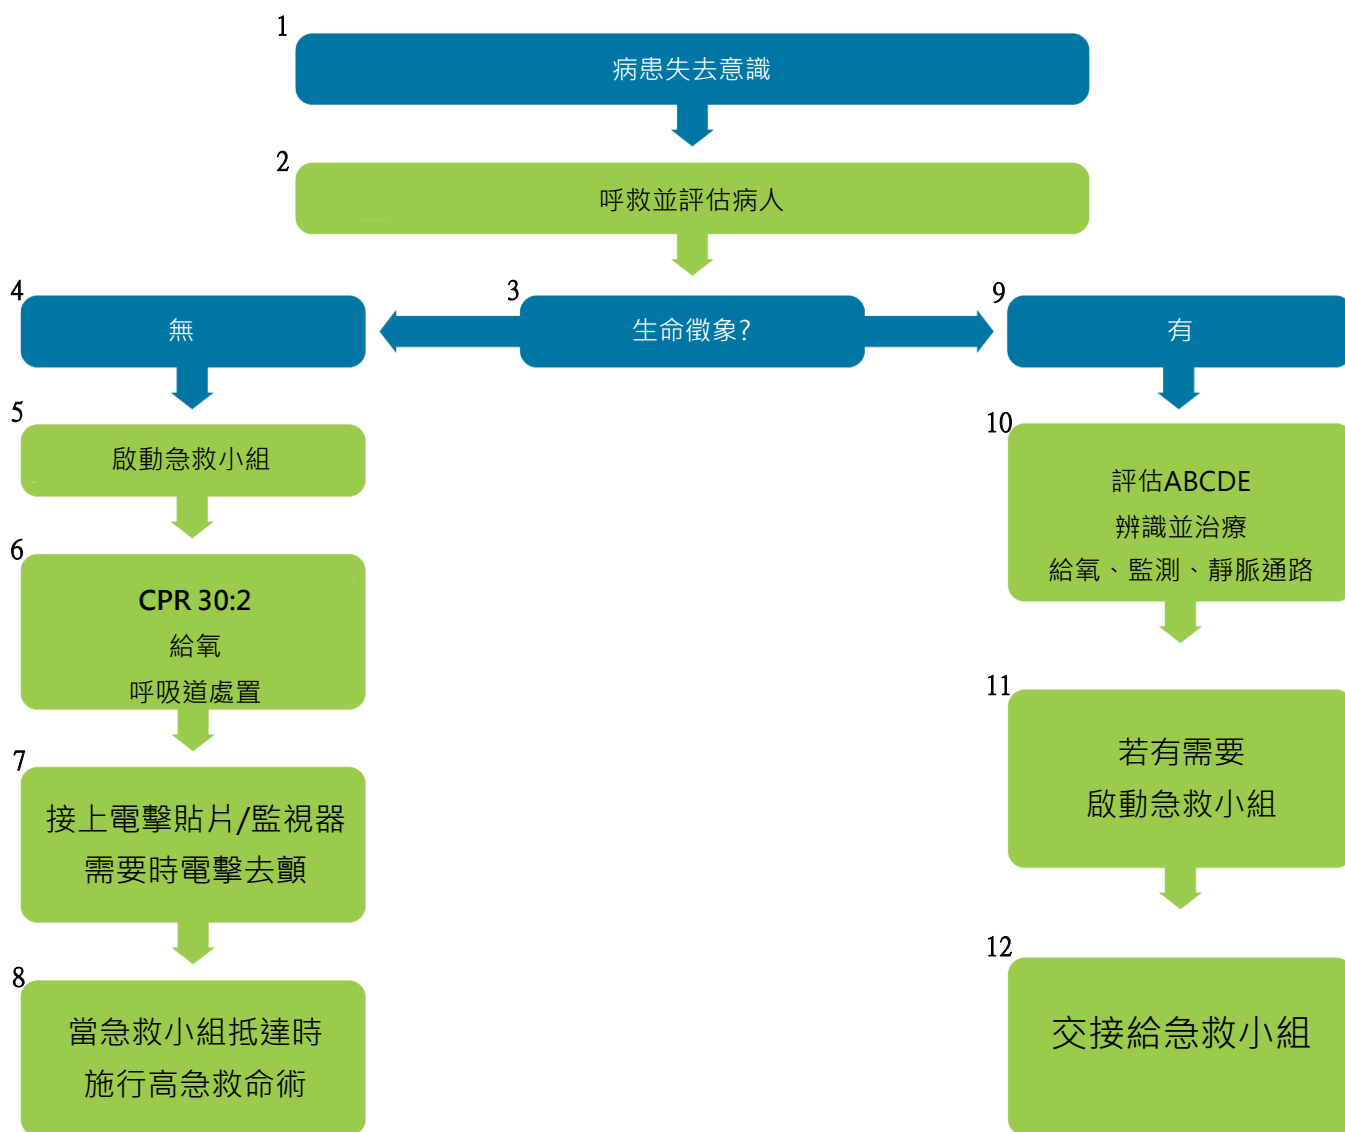 1
病患失去意識
2
呼救並評估病人
3
生命徵象?
4
無
5
啟動急救小組
6
CPR 30:2
給氧
呼吸道處置
7
接上電擊貼片/監視器
需要時電擊去顫
8
當急救小組抵達時
施行高急救命術
9
有
10
評估ABCDE
辨識並治療
給氧、監測、靜脈通路
11
若有需要
啟動急救小組
12
交接給急救小組